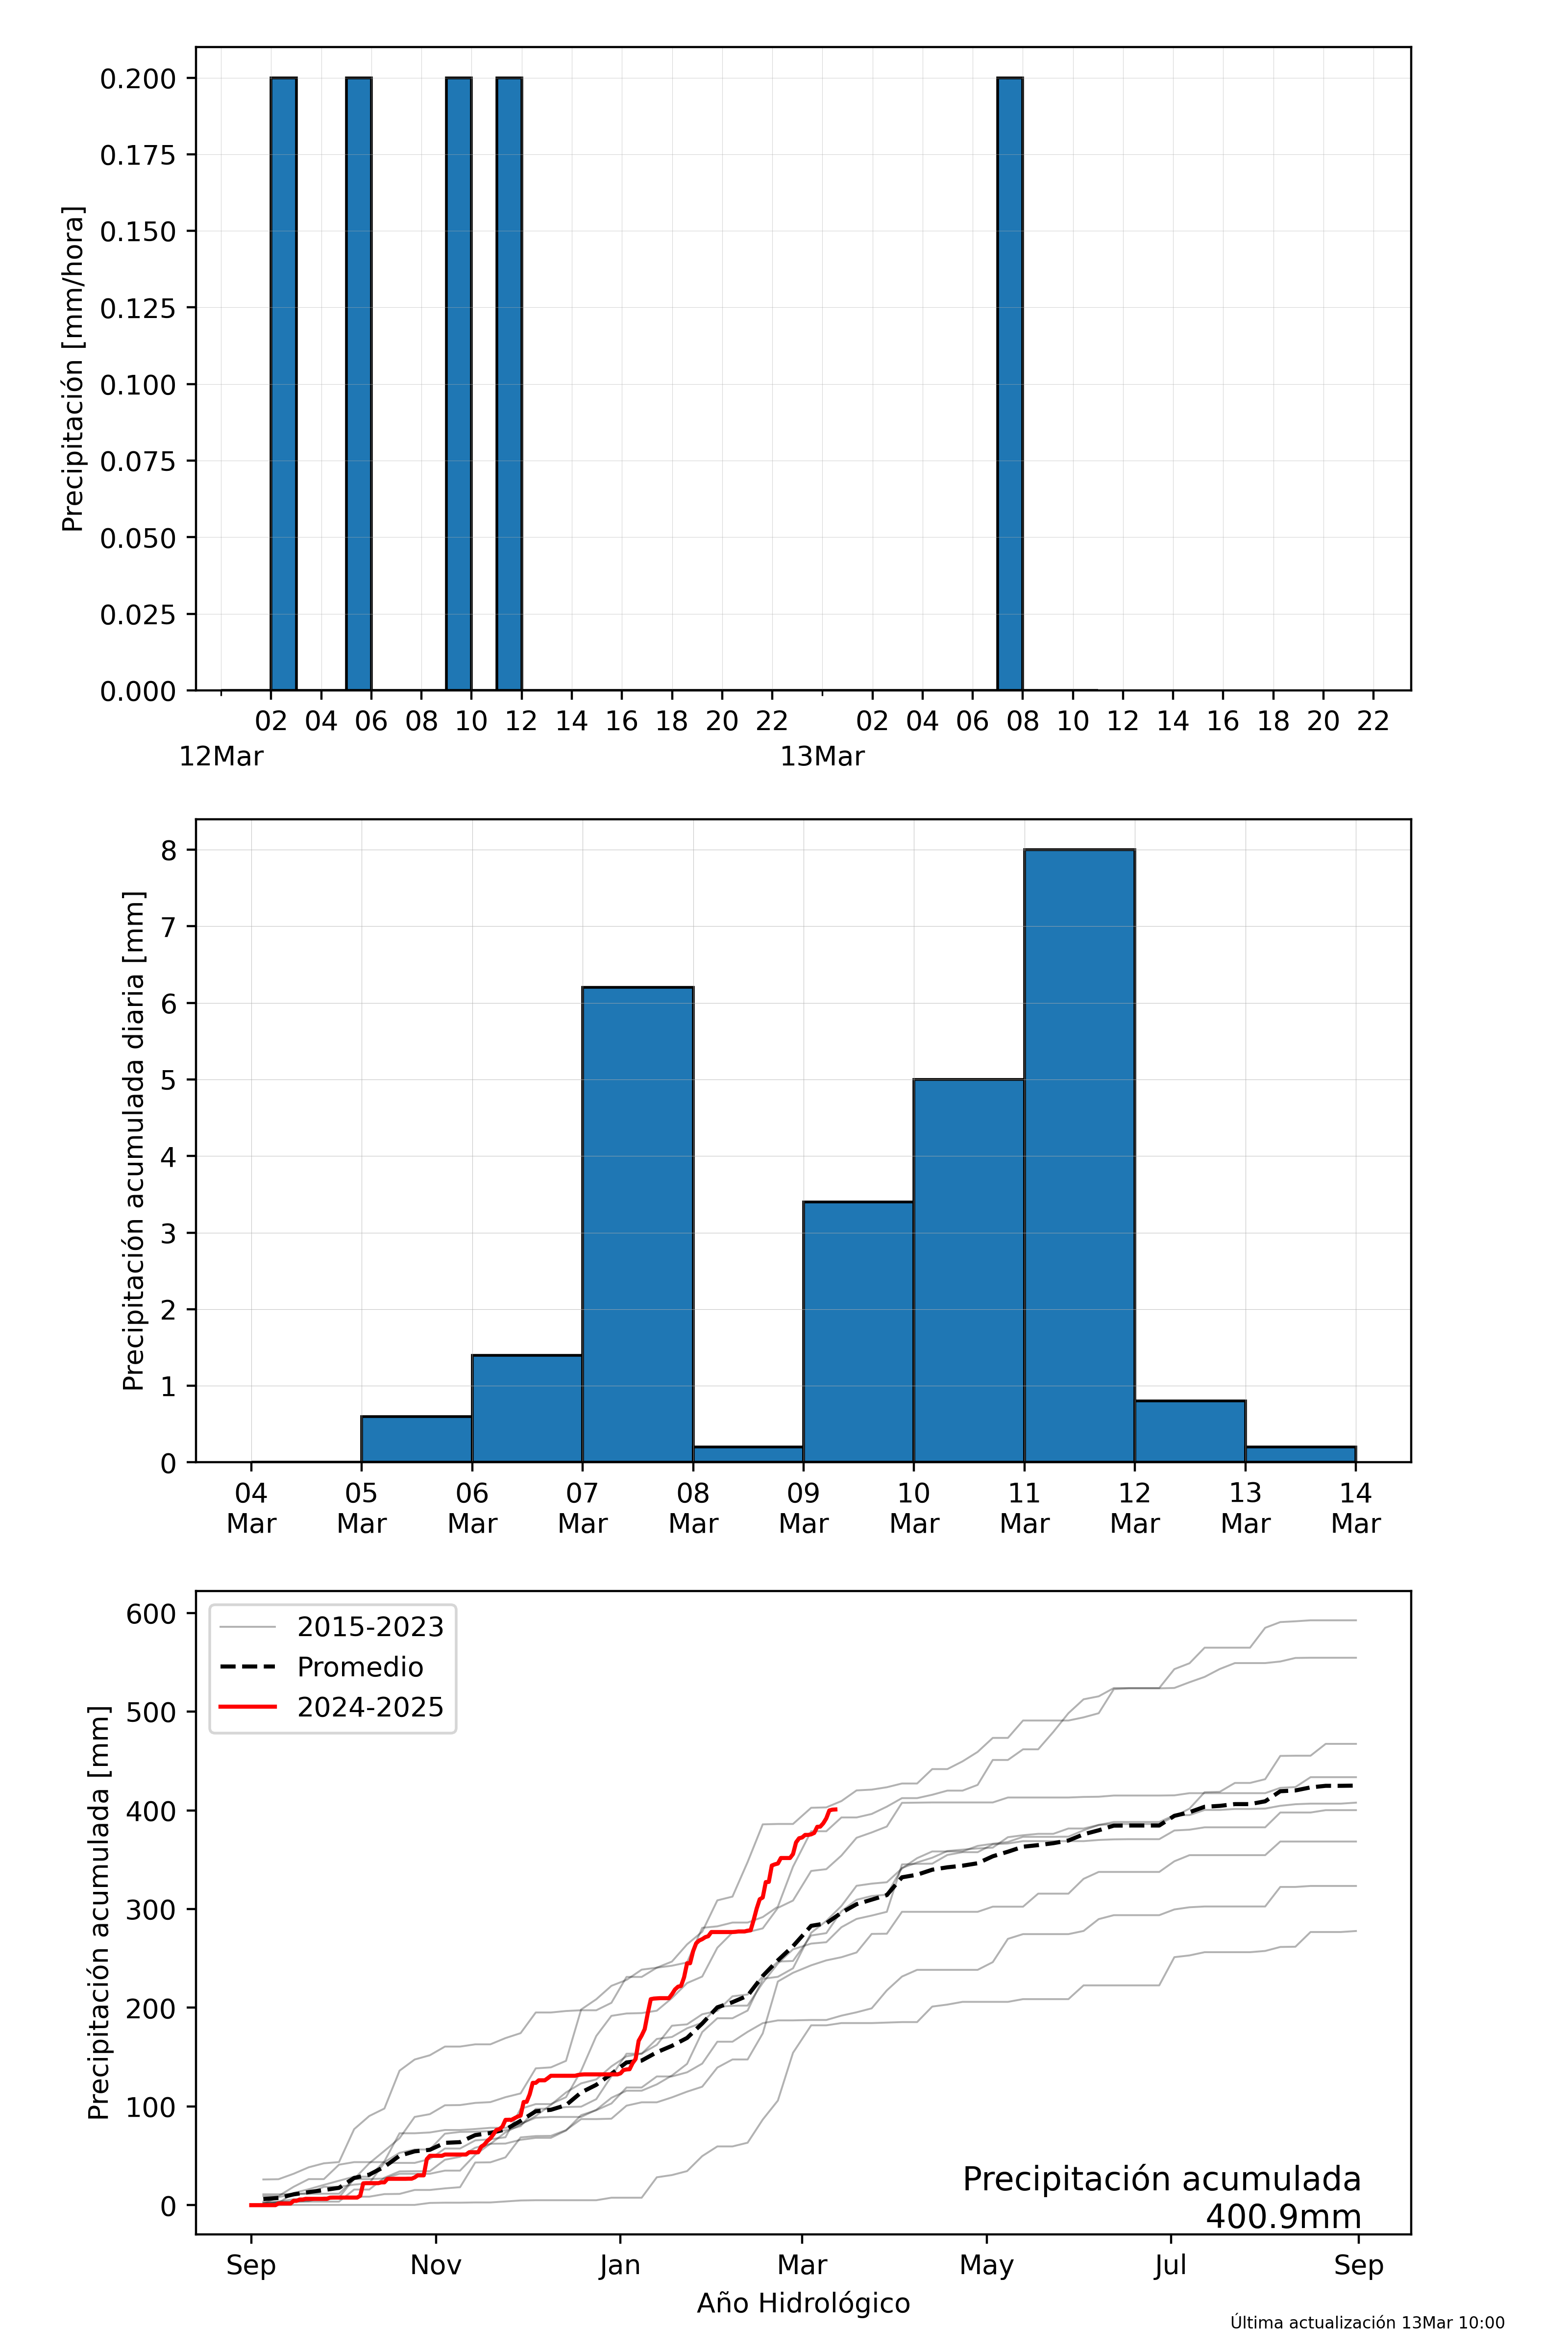 Precipitación [mm/hora]
0.200
0.175
0.150
0.125
0.100
0.075
0.050
0.025
0.000
02 04 06 08 10 12 14 16 18 20 22 02 04 06 08 10 12 14 16 18 20 22
12Mar 13Mar
Precipitación acumulada diaria [mm]
8
7
6
5
4
3
2
1
0
04 05 06 07 08 09 10 11 12 13 14
Mar Mar Mar Mar Mar Mar Mar Mar Mar Mar Mar
Precipitación acumulada [mm]
600
500
400
300
200
100
0
2015-2023
Promedio
2024-2025
Precipitación acumulada
400.9mm
Sep Nov Jan Mar May Jul Sep
Año Hidrológico
Última actualización 13Mar 10:00